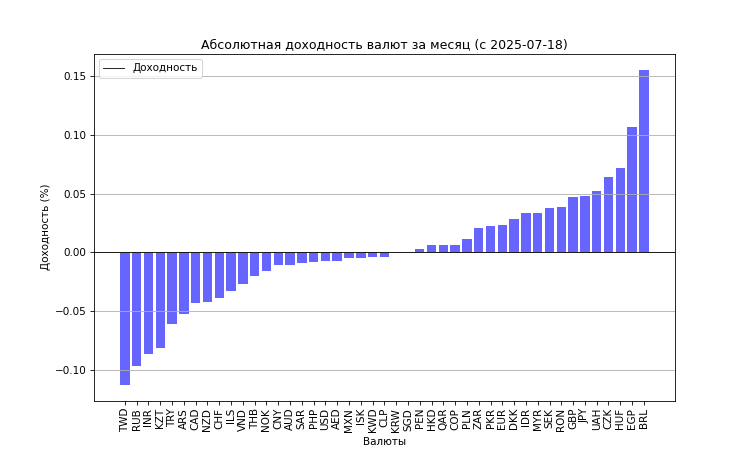 Абсолютная доходность валют за месяц (с 2025-07-18)
Доходность
0.15
0.10
0.05
0.00
−0.05
−0.10
Доходность (%)
TWD RUB INR KZT TRY ARS CAD NZD CHF ILS VND THB NOK CNY AUD SAR PHP USD AED MXN ISK KWD CLP KRW SGD PEN HKD QAR COP PLN ZAR PKR EUR DKK IDR MYR SEK RON GBP JPY UAH CZK HUF EGP BRL
Валюты